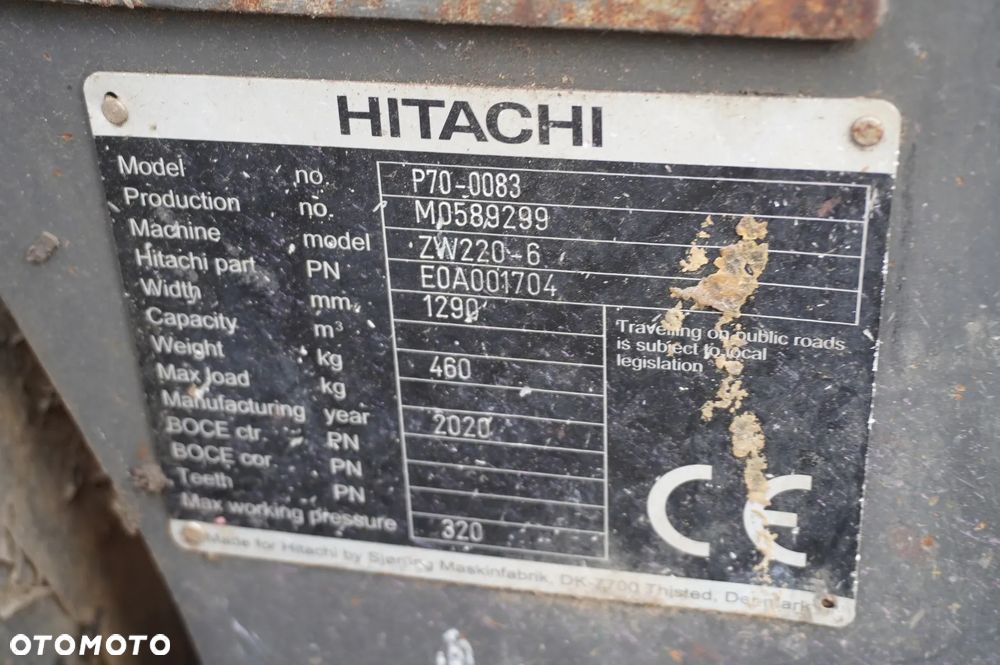 HITACHI
Model no. P70-0083
Production no. M0589299
Machine model ZW220-6
Hitachi part PN E0A001704
Width mm 1290
Capacity m³
Weight kg 460
Max load kg
Manufacturing year 2020
BOCE ctr. PN
BOCE cor PN
Teeth PN
Max working pressure 320
Travelling on public roads
is subject to local
legislation
CE
Made for Hitachi by Sjørring Maskinfabrik, DK-7700 Thisted, Denmark
OTOMOTO